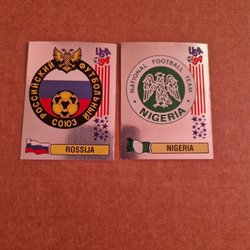 USA
94
РОССИЙСКИЙ ФУТБОЛЬНЫЙ
СОЮЗ
ROSSIJA
USA
94
NATIONAL FOOTBALL TEAM
NIGERIA
NIGERIA